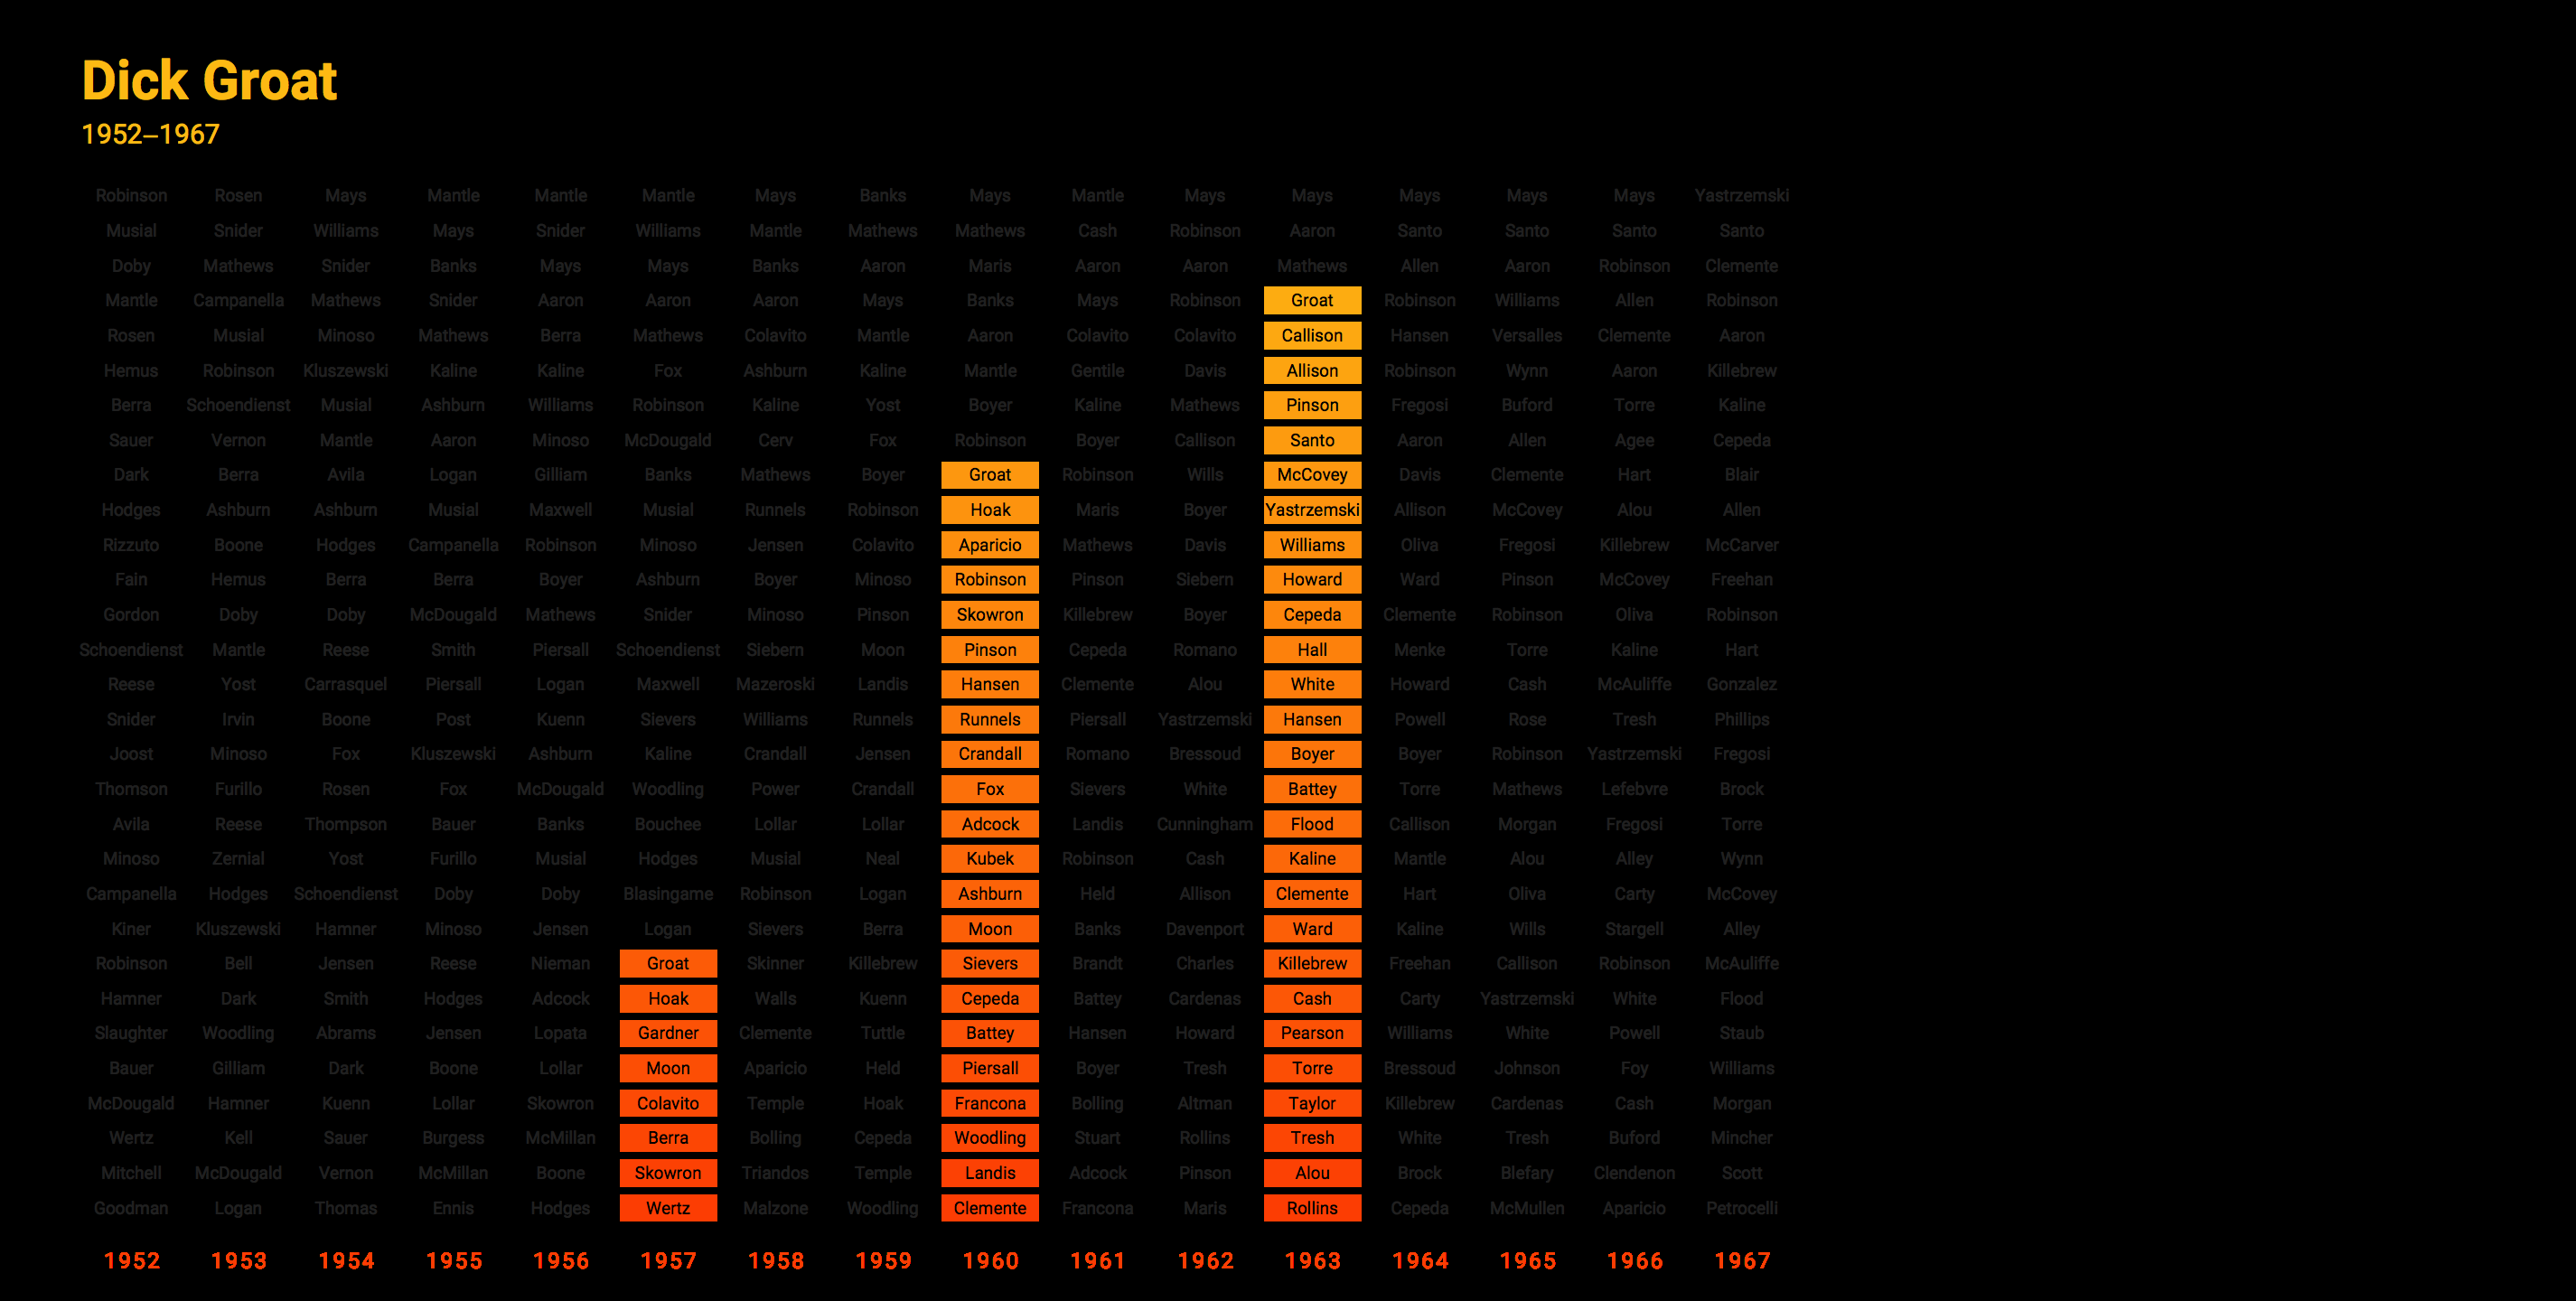 Dick Groat
1952–1967
Robinson Rosen Mays Mantle Mantle Mantle Mays Banks Mays Mantle Mays Mays Mays Mays Mays Yastrzemski
Musial Snider Williams Mays Snider Williams Mantle Mathews Mathews Cash Robinson Aaron Santo Santo Santo Santo
Doby Mathews Snider Banks Mays Mays Banks Aaron Maris Aaron Aaron Mathews Allen Aaron Robinson Clemente
Mantle Campanella Mathews Snider Aaron Aaron Aaron Mays Banks Mays Robinson Groat Robinson Williams Allen Robinson
Rosen Musial Minoso Mathews Berra Mathews Colavito Mantle Aaron Colavito Colavito Callison Hansen Versalles Clemente Aaron
Hemus Robinson Kluszewski Kaline Kaline Fox Ashburn Kaline Mantle Gentile Davis Allison Robinson Wynn Aaron Killebrew
Berra Schoendienst Musial Ashburn Williams Robinson Kaline Yost Boyer Kaline Mathews Pinson Fregosi Buford Torre Kaline
Sauer Vernon Mantle Aaron Minoso McDougald Cerv Fox Robinson Boyer Callison Santo Aaron Allen Agee Cepeda
Dark Berra Avila Logan Gilliam Banks Mathews Boyer Groat Robinson Wills McCovey Davis Clemente Hart Blair
Hodges Ashburn Ashburn Musial Maxwell Musial Runnels Robinson Hoak Maris Boyer Yastrzemski Allison McCovey Alou Allen
Rizzuto Boone Hodges Campanella Robinson Minoso Jensen Colavito Aparicio Mathews Davis Williams Oliva Fregosi Killebrew McCarver
Fain Hemus Berra Berra Boyer Ashburn Boyer Minoso Robinson Pinson Siebern Howard Ward Pinson McCovey Freehan
Gordon Doby Doby McDougald Mathews Snider Minoso Pinson Skowron Killebrew Boyer Cepeda Clemente Robinson Oliva Robinson
Schoendienst Mantle Reese Smith Piersall Schoendienst Siebern Moon Pinson Cepeda Romano Hall Menke Torre Kaline Hart
Reese Yost Carrasquel Piersall Logan Maxwell Mazeroski Landis Hansen Clemente Alou White Howard Cash McAuliffe Gonzalez
Snider Irvin Boone Post Kuenn Sievers Williams Runnels Runnels Piersall Yastrzemski Hansen Powell Rose Tresh Phillips
Joost Minoso Fox Kluszewski Ashburn Kaline Crandall Jensen Crandall Romano Bressoud Boyer Boyer Robinson Yastrzemski Fregosi
Thomson Furillo Rosen Fox McDougald Woodling Power Crandall Fox Sievers White Battey Torre Mathews Lefebvre Brock
Avila Reese Thompson Bauer Banks Bouchee Lollar Lollar Adcock Landis Cunningham Flood Callison Morgan Fregosi Torre
Minoso Zernial Yost Furillo Musial Hodges Musial Neal Kubek Robinson Cash Kaline Mantle Alou Alley Wynn
Campanella Hodges Schoendienst Doby Doby Blasingame Robinson Logan Ashburn Held Allison Clemente Hart Oliva Carty McCovey
Kiner Kluszewski Hamner Minoso Jensen Logan Sievers Berra Moon Banks Davenport Ward Kaline Wills Stargell Alley
Robinson Bell Jensen Reese Nieman Groat Skinner Killebrew Sievers Brandt Charles Killebrew Freehan Callison Robinson McAuliffe
Hamner Dark Smith Hodges Adcock Hoak Walls Kuenn Cepeda Battey Cardenas Cash Carty Yastrzemski White Flood
Slaughter Woodling Abrams Jensen Lopata Gardner Clemente Tuttle Battey Hansen Howard Pearson Williams White Powell Staub
Bauer Gilliam Dark Boone Lollar Moon Aparicio Held Piersall Boyer Tresh Torre Bressoud Johnson Foy Williams
McDougald Hamner Kuenn Lollar Skowron Colavito Temple Hoak Francona Bolling Altman Taylor Killebrew Cardenas Cash Morgan
Wertz Kell Sauer Burgess McMillan Berra Bolling Cepeda Woodling Stuart Rollins Tresh White Tresh Buford Mincher
Mitchell McDougald Vernon McMillan Boone Skowron Triandos Temple Landis Adcock Pinson Alou Brock Blefary Clendenon Scott
Goodman Logan Thomas Ennis Hodges Wertz Malzone Woodling Clemente Francona Maris Rollins Cepeda McMullen Aparicio Petrocelli
1952 1953 1954 1955 1956 1957 1958 1959 1960 1961 1962 1963 1964 1965 1966 1967